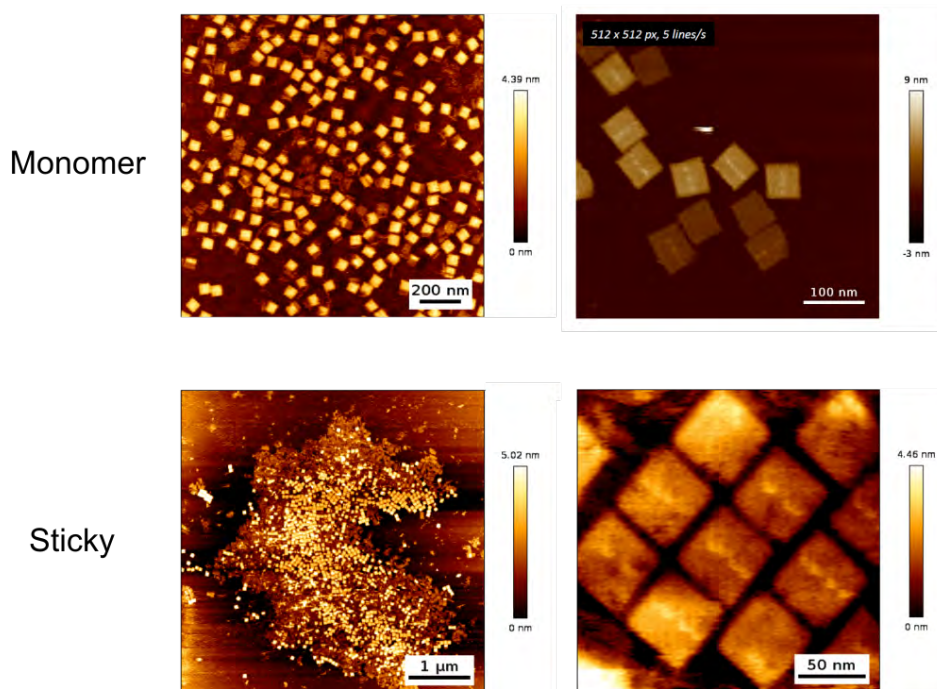 Monomer
4.39 nm
0 nm
200 nm
512 x 512 px, 5 lines/s
9 nm
-3 nm
100 nm
Sticky
5.02 nm
0 nm
1 µm
4.46 nm
0 nm
50 nm